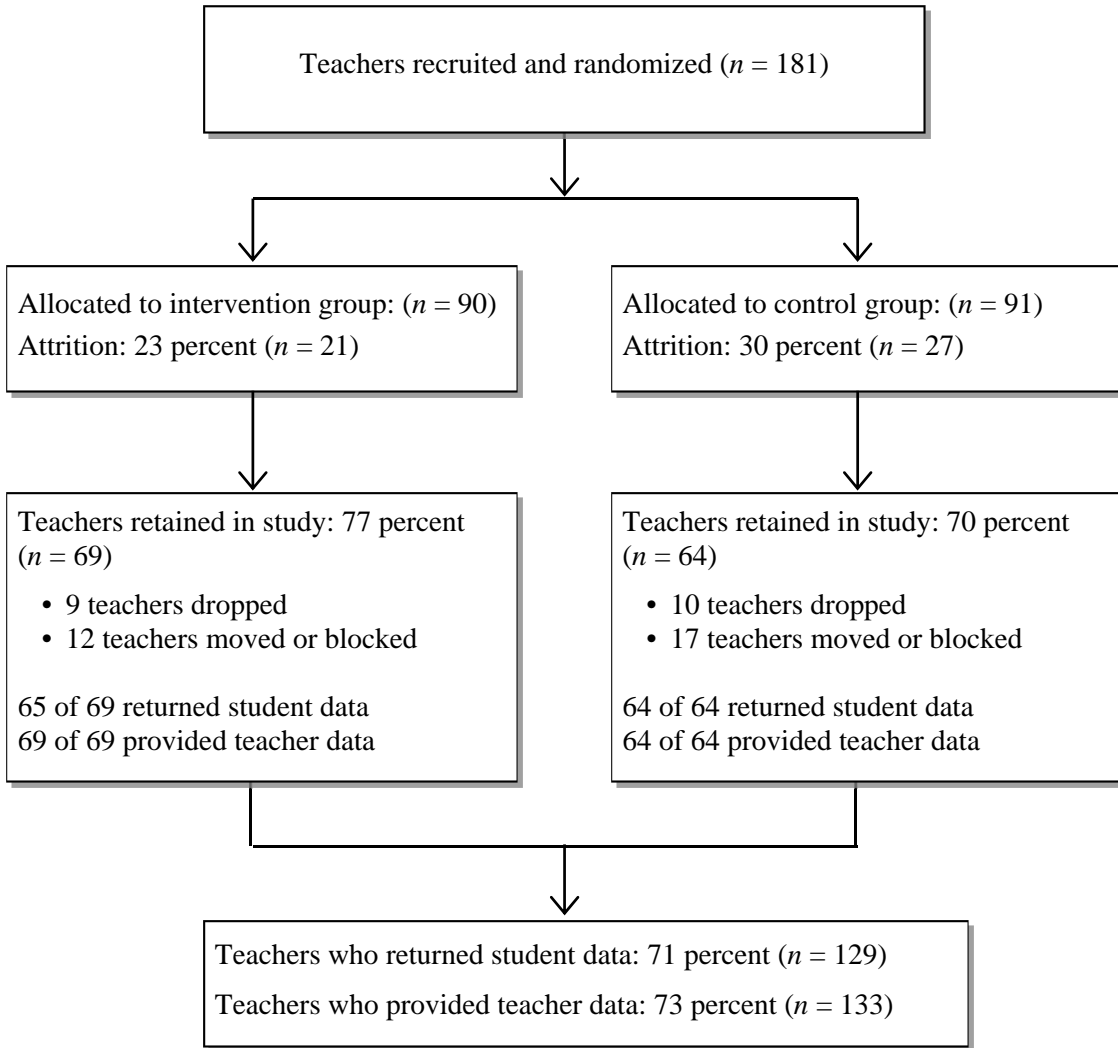 Teachers recruited and randomized (n = 181)
Allocated to intervention group: (n = 90)
Attrition: 23 percent (n = 21)
Allocated to control group: (n = 91)
Attrition: 30 percent (n = 27)
Teachers retained in study: 77 percent
(n = 69)
• 9 teachers dropped
• 12 teachers moved or blocked
65 of 69 returned student data
69 of 69 provided teacher data
Teachers retained in study: 70 percent
(n = 64)
• 10 teachers dropped
• 17 teachers moved or blocked
64 of 64 returned student data
64 of 64 provided teacher data
Teachers who returned student data: 71 percent (n = 129)
Teachers who provided teacher data: 73 percent (n = 133)